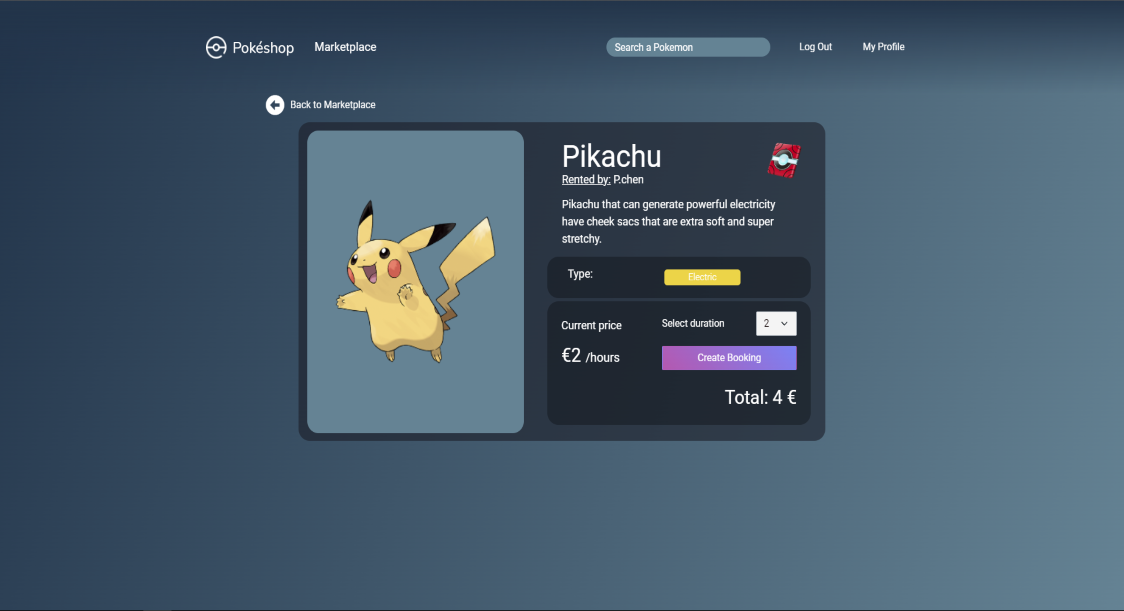 Pokéshop
Marketplace
Search a Pokemon
Log Out
My Profile
Back to Marketplace
Pikachu
Rented by: P.chen
Pikachu that can generate powerful electricity
have cheek sacs that are extra soft and super
stretchy.
Type:
Electric
Current price
Select duration
2
€2 /hours
Create Booking
Total: 4 €